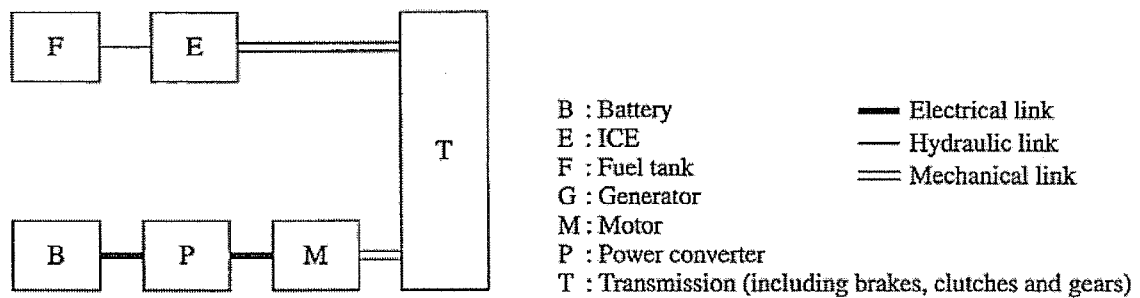 F
E
T
B
P
M
B : Battery
E : ICE
F : Fuel tank
G : Generator
M : Motor
P : Power converter
T : Transmission (including brakes, clutches and gears)
Electrical link
Hydraulic link
Mechanical link